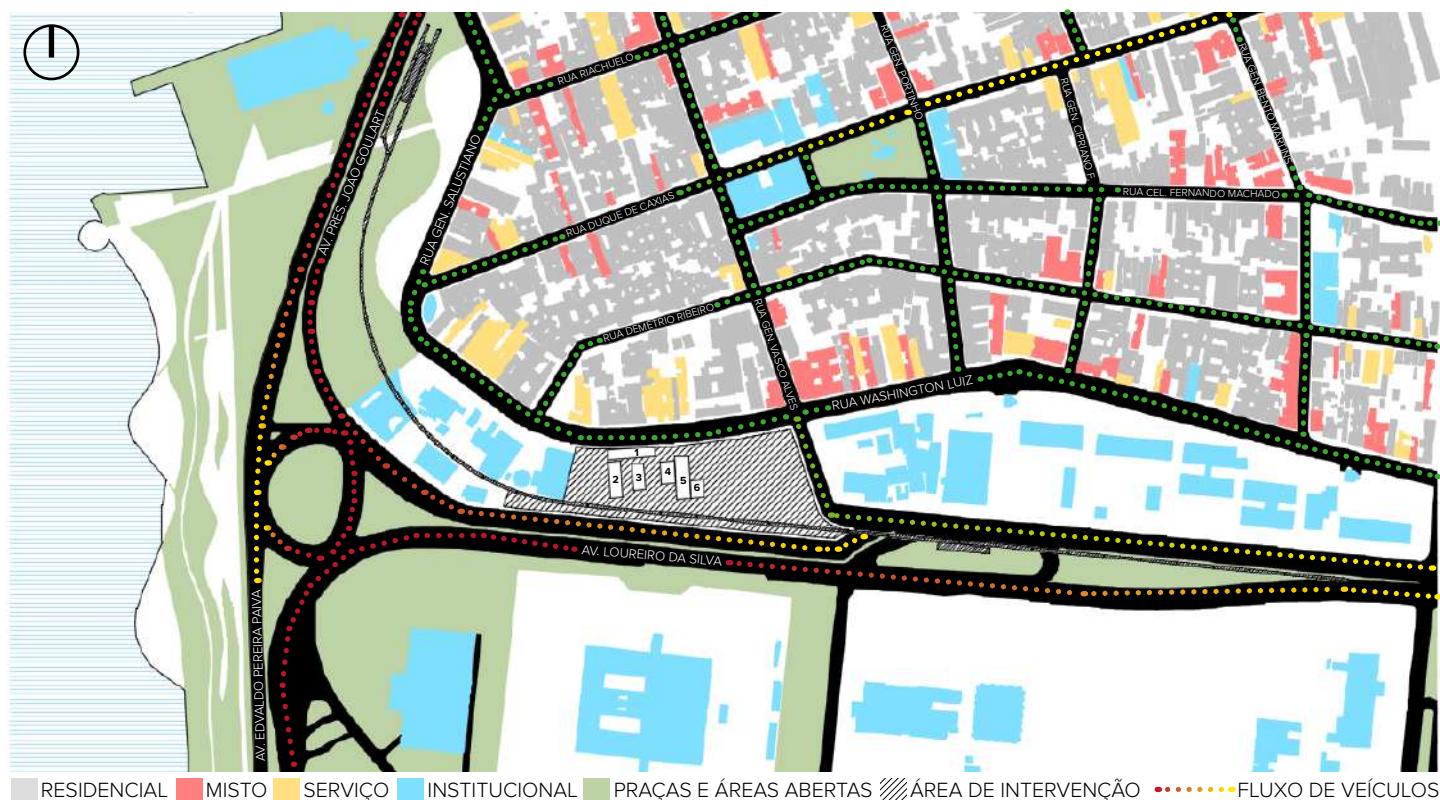 RUA RIACHUELO
RUA GEN. PORTINHO
RUA GEN. CIPRIANO F.
RUA GEN BENTO MARTINS
AV. PRES. JOÃO GOULART
RUA GEN. SALUSTIANO
RUA DUQUE DE CAXIAS
RUA CEL. FERNANDO MACHADO
RUA DEMETRIO RIBEIRO
RUA GEN VASCO ALVES
RUA WASHINGTON LUIZ
1
2
3
4
5
6
AV. LOUREIRO DA SILVA
AV. EDVALDO PEREIRA PAIVA
RESIDENCIAL MISTO SERVIÇO INSTITUCIONAL PRAÇAS E ÁREAS ABERTAS ÁREA DE INTERVENÇÃO FLUXO DE VEÍCULOS